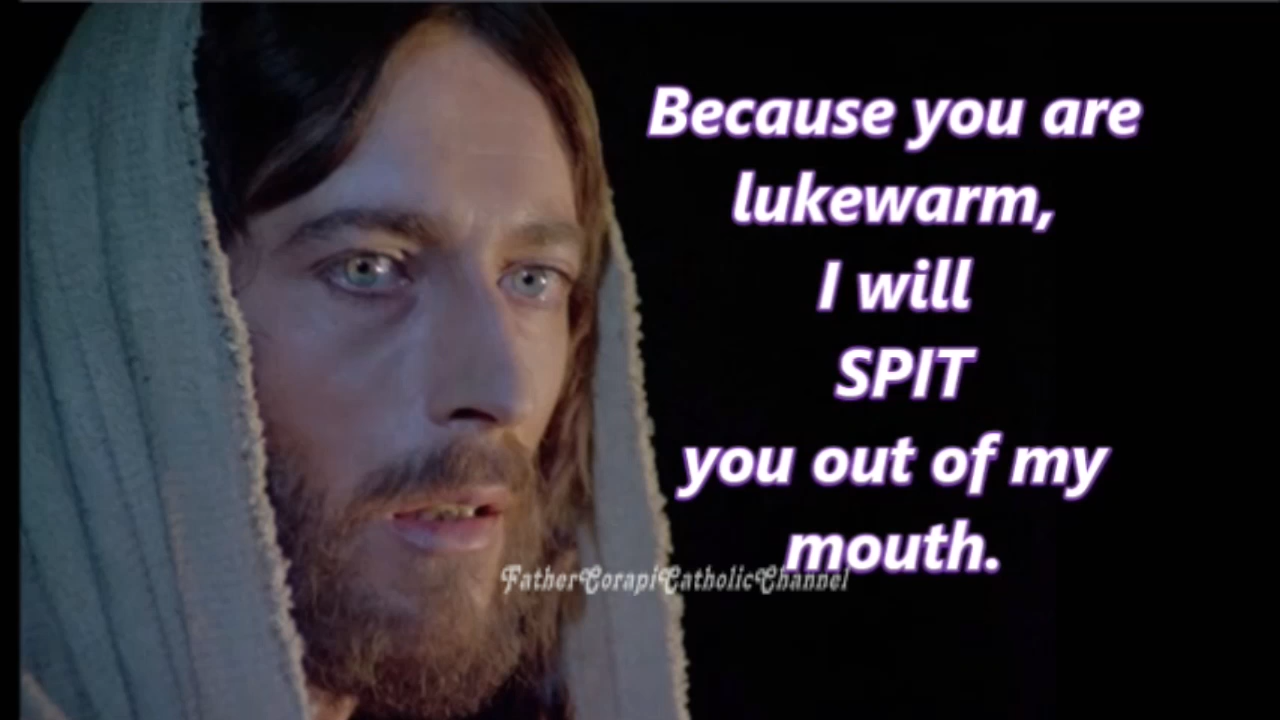 Because you are
lukewarm,
I will
SPIT
you out of my
mouth.
FatherCorapiCatholicChannel